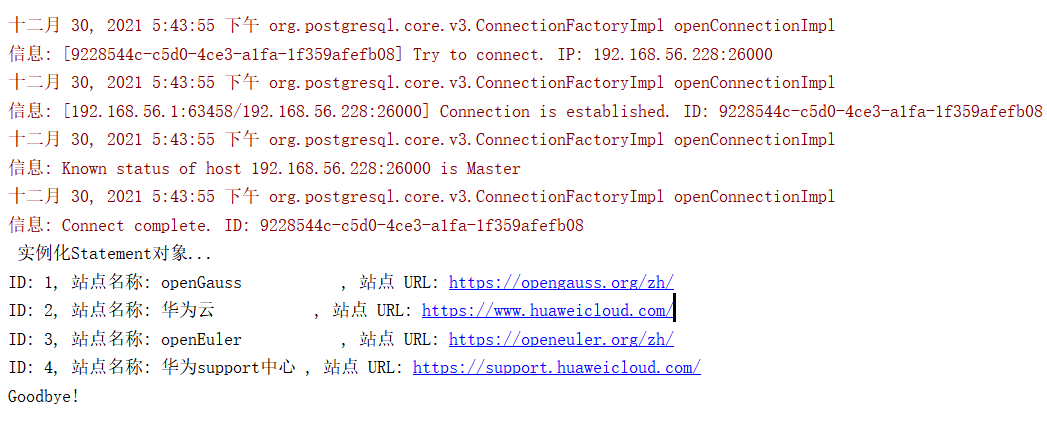 十二月 30, 2021 5:43:55 下午 org.postgresql.core.v3.ConnectionFactoryImpl openConnectionImpl
信息: [9228544c-c5d0-4ce3-a1fa-1f359afefb08] Try to connect. IP: 192.168.56.228:26000
十二月 30, 2021 5:43:55 下午 org.postgresql.core.v3.ConnectionFactoryImpl openConnectionImpl
信息: [192.168.56.1:63458/192.168.56.228:26000] Connection is established. ID: 9228544c-c5d0-4ce3-a1fa-1f359afefb08
十二月 30, 2021 5:43:55 下午 org.postgresql.core.v3.ConnectionFactoryImpl openConnectionImpl
信息: Known status of host 192.168.56.228:26000 is Master
十二月 30, 2021 5:43:55 下午 org.postgresql.core.v3.ConnectionFactoryImpl openConnectionImpl
信息: Connect complete. ID: 9228544c-c5d0-4ce3-a1fa-1f359afefb08
实例化Statement对象...
ID: 1, 站点名称: openGauss , 站点 URL: https://opengauss.org/zh/
ID: 2, 站点名称: 华为云 , 站点 URL: https://www.huaweicloud.com/
ID: 3, 站点名称: openEuler , 站点 URL: https://openeuler.org/zh/
ID: 4, 站点名称: 华为support中心 , 站点 URL: https://support.huaweicloud.com/
Goodbye!